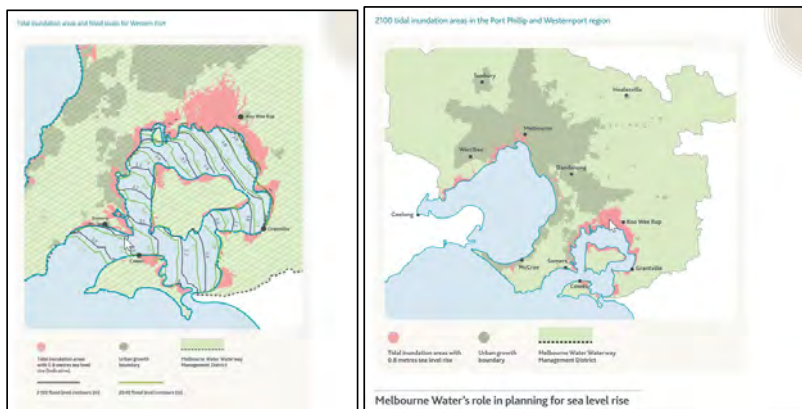 Tidal inundation areas and flood levels for Western Port
Koo Wee Rup
Grantville
Somers
Cowes
Tidal inundation areas
with 0.8 metres sea level
rise (indicative)
Urban growth
boundary
Melbourne Water Waterway
Management District
2100 flood level contours (m)
2040 flood level contours (m)
2100 tidal inundation areas in the Port Phillip and Westernport region
Sunbury
Healesville
Melbourne
Werribee
Dandenong
Geelong
Koo Wee Rup
McCrae
Somers
Grantville
Cowes
Tidal inundation areas with
0.8 metres sea level rise
Urban growth
boundary
Melbourne Water Waterway
Management District
Melbourne Water's role in planning for sea level rise